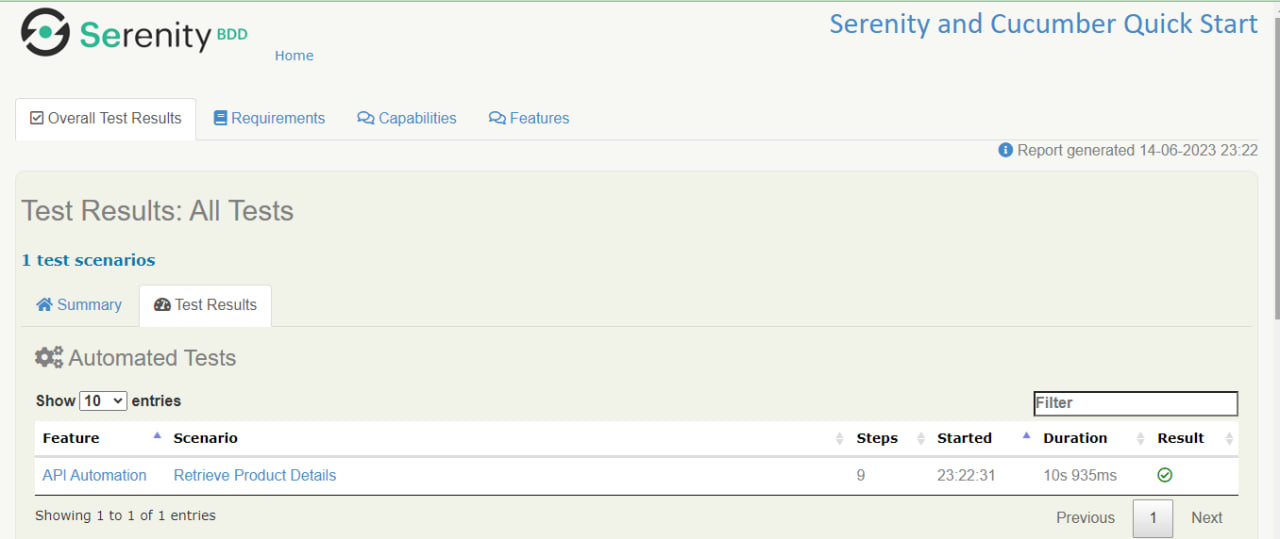 Serenity BDD
Home
Serenity and Cucumber Quick Start
Overall Test Results Requirements Capabilities Features
Report generated 14-06-2023 23:22
Test Results: All Tests
1 test scenarios
Summary Test Results
Automated Tests
Show 10 entries
Filter
Feature Scenario Steps Started Duration Result
API Automation Retrieve Product Details 9 23:22:31 10s 935ms
Showing 1 to 1 of 1 entries
Previous 1 Next